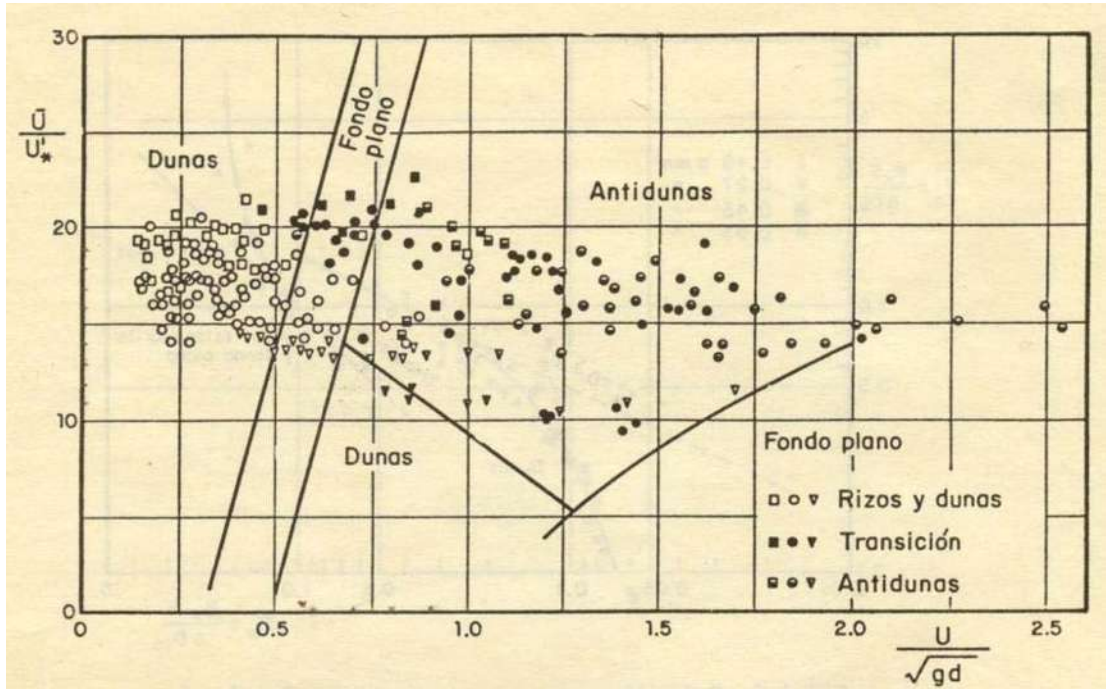 30
20
10
0
Ū
U*
Dunas
Fondo
plano
Antidunas
Dunas
Fondo plano
Rizos y dunas
Transición
Antidunas
0
0.5
1.0
1.5
2.0
2.5
U
√gd